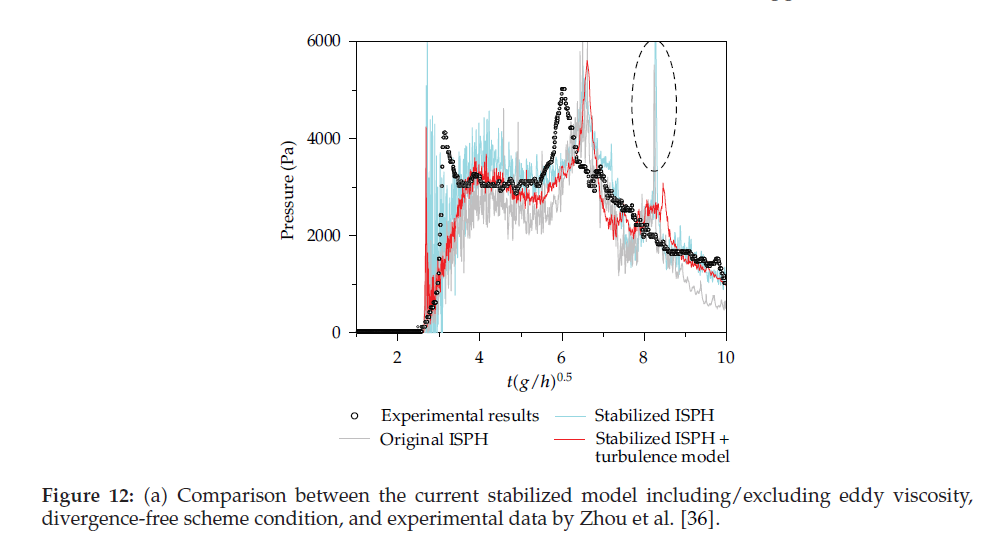 6000
4000
2000
0
Pressure (Pa)
2 4 6 8 10
t(g/h)^0.5
Experimental results
Stabilized ISPH
Original ISPH
Stabilized ISPH +
turbulence model
Figure 12: (a) Comparison between the current stabilized model including/excluding eddy viscosity,
divergence-free scheme condition, and experimental data by Zhou et al. [36].